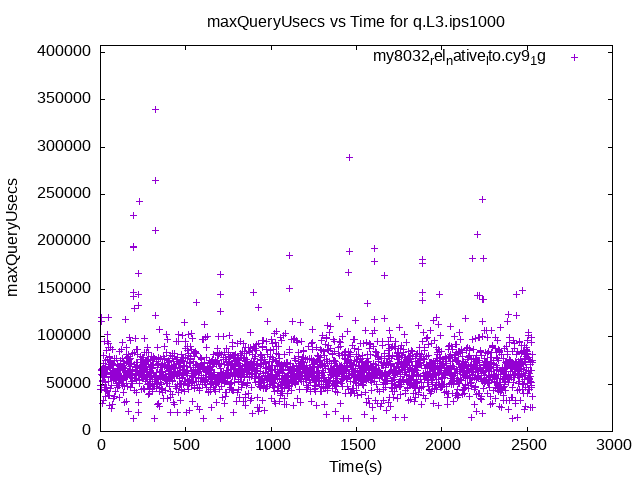 maxQueryUsecs vs Time for q.L3.ips1000
my8032relnativelto.cy91g
400000
350000
300000
250000
200000
150000
100000
50000
0
maxQueryUsecs
0 500 1000 1500 2000 2500 3000
Time(s)